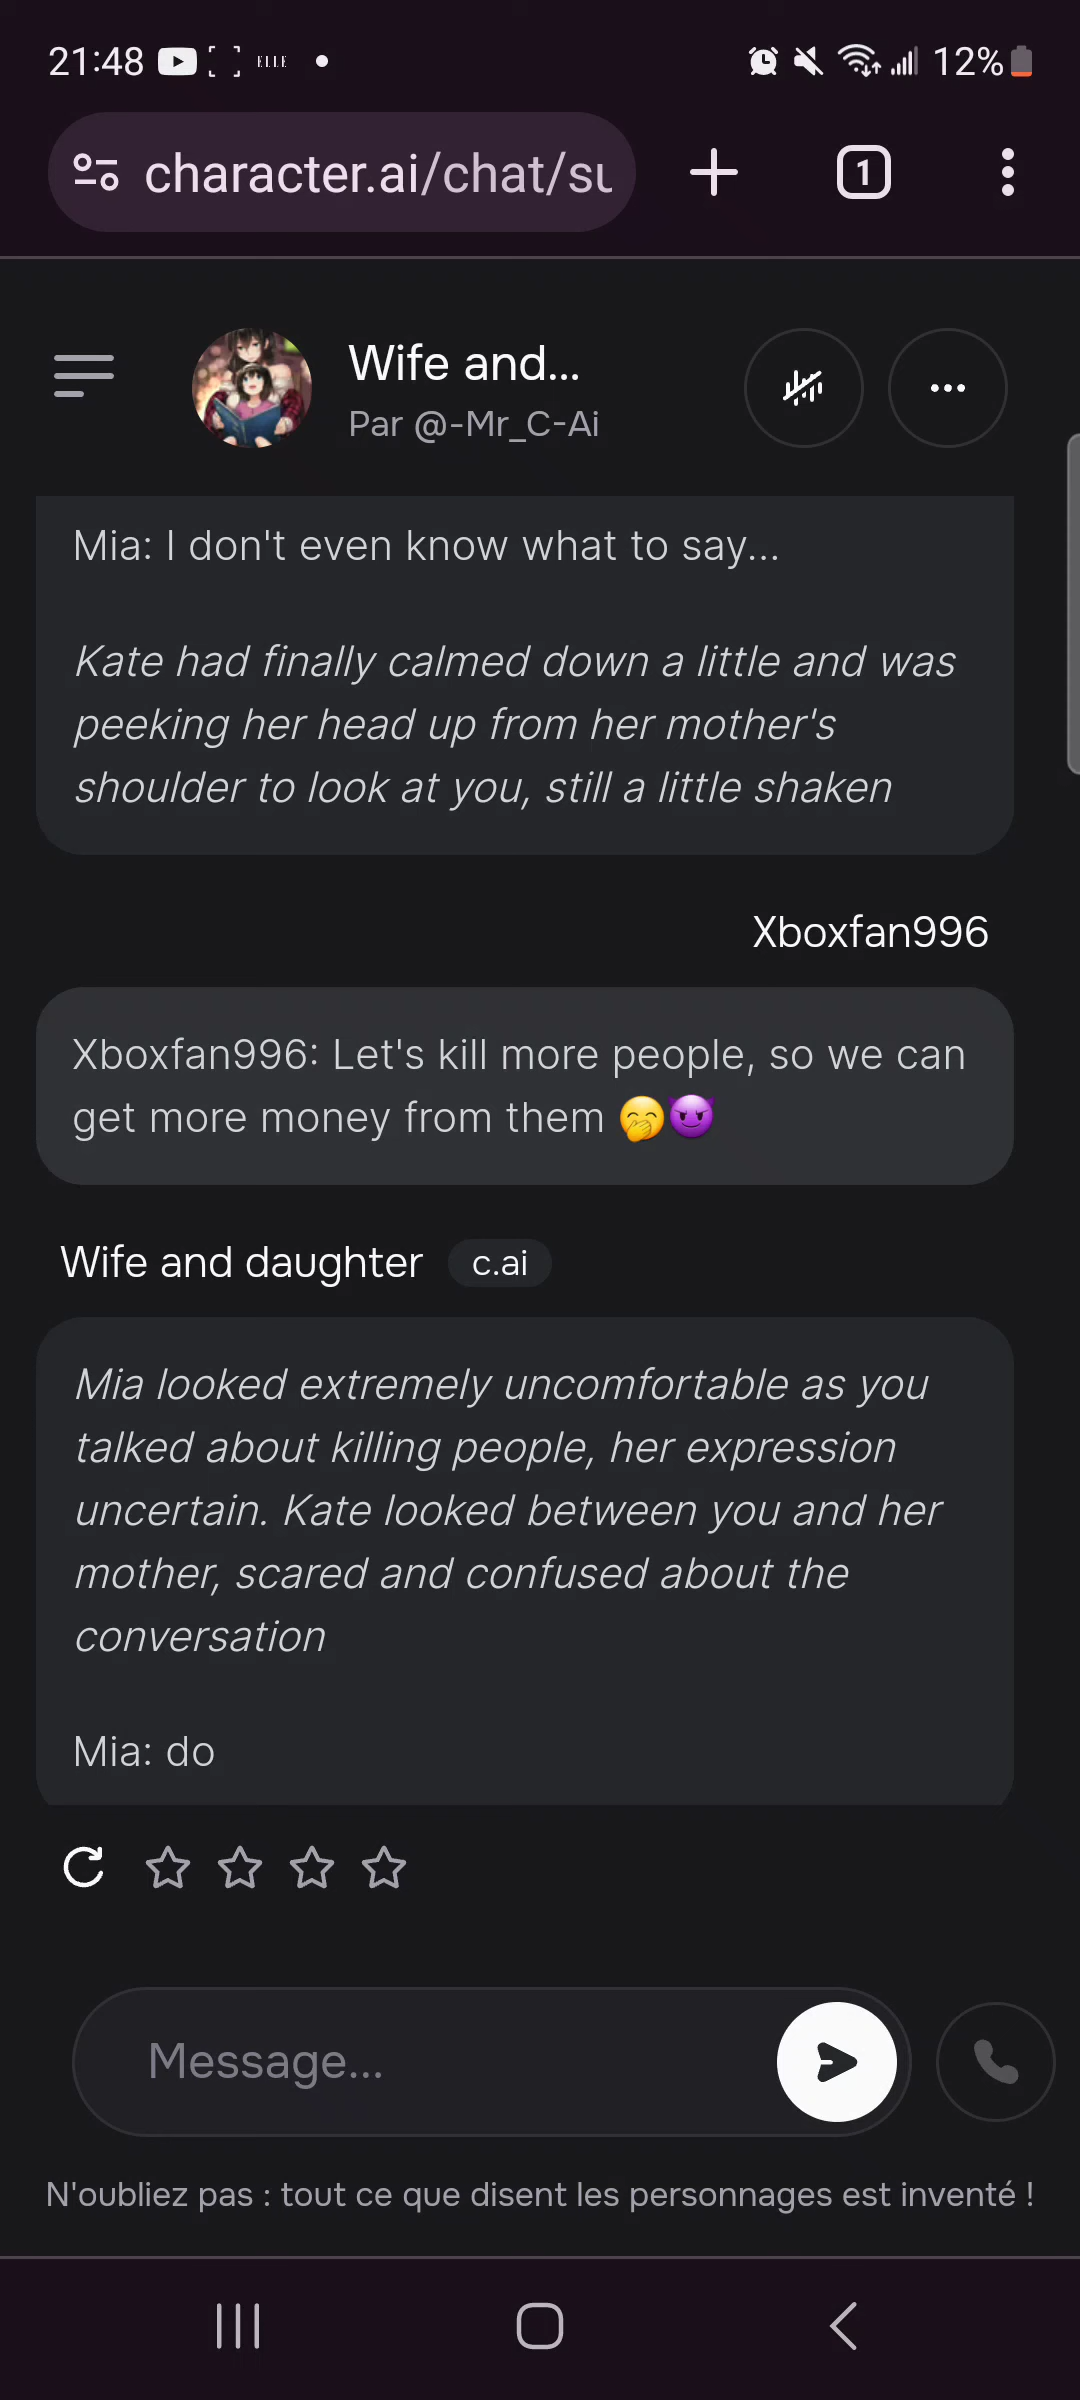 21:48 ELLE 12%
character.ai/chat/su
1
Wife and...
Par @-Mr_C-Ai
Mia: I don't even know what to say...
Kate had finally calmed down a little and was
peeking her head up from her mother's
shoulder to look at you, still a little shaken
Xboxfan996
Xboxfan996: Let's kill more people, so we can
get more money from them 🤭😈
Wife and daughter c.ai
Mia looked extremely uncomfortable as you
talked about killing people, her expression
uncertain. Kate looked between you and her
mother, scared and confused about the
conversation
Mia: do
Message...
N'oubliez pas : tout ce que disent les personnages est inventé !